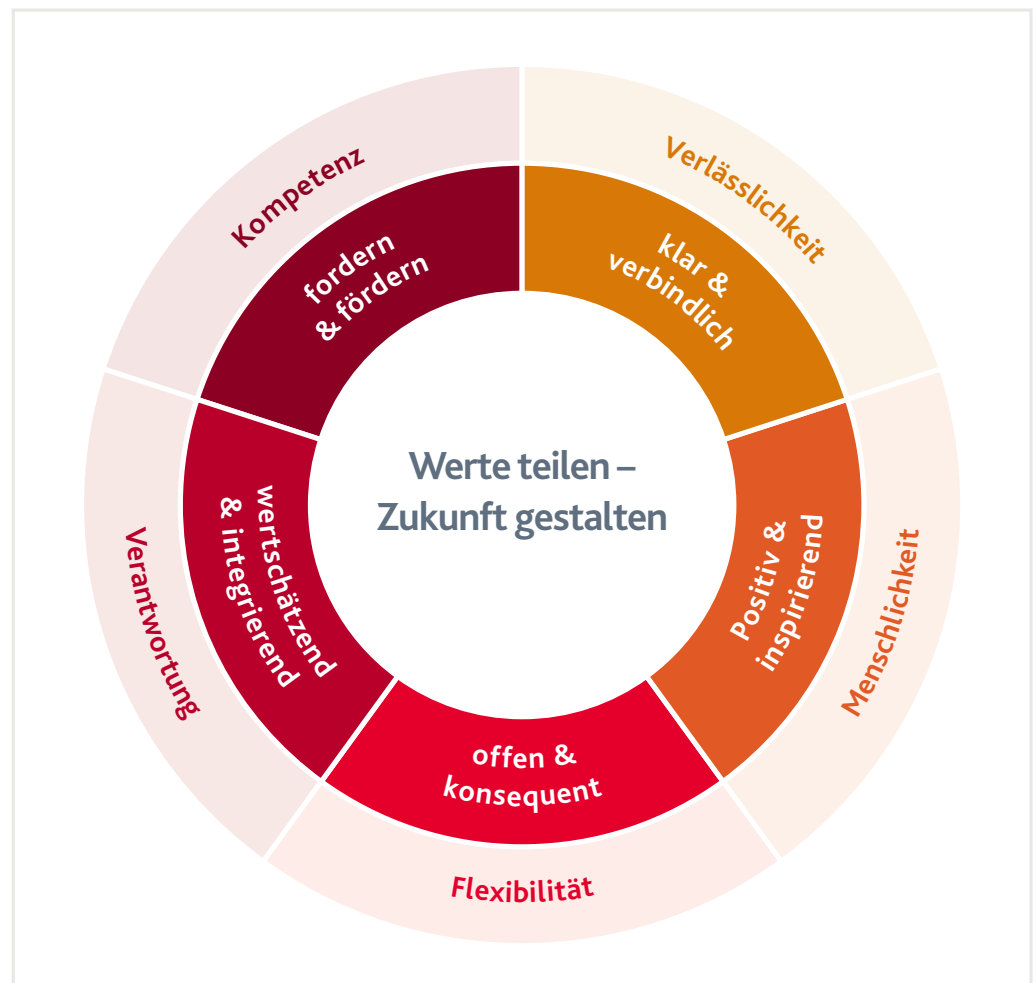 Werte teilen –
Zukunft gestalten
Verlässlichkeit
klar &
verbindlich
Menschlichkeit
Positiv &
inspirierend
Flexibilität
offen &
konsequent
Verantwortung
wertschätzend
& integrierend
Kompetenz
fordern
& fördern